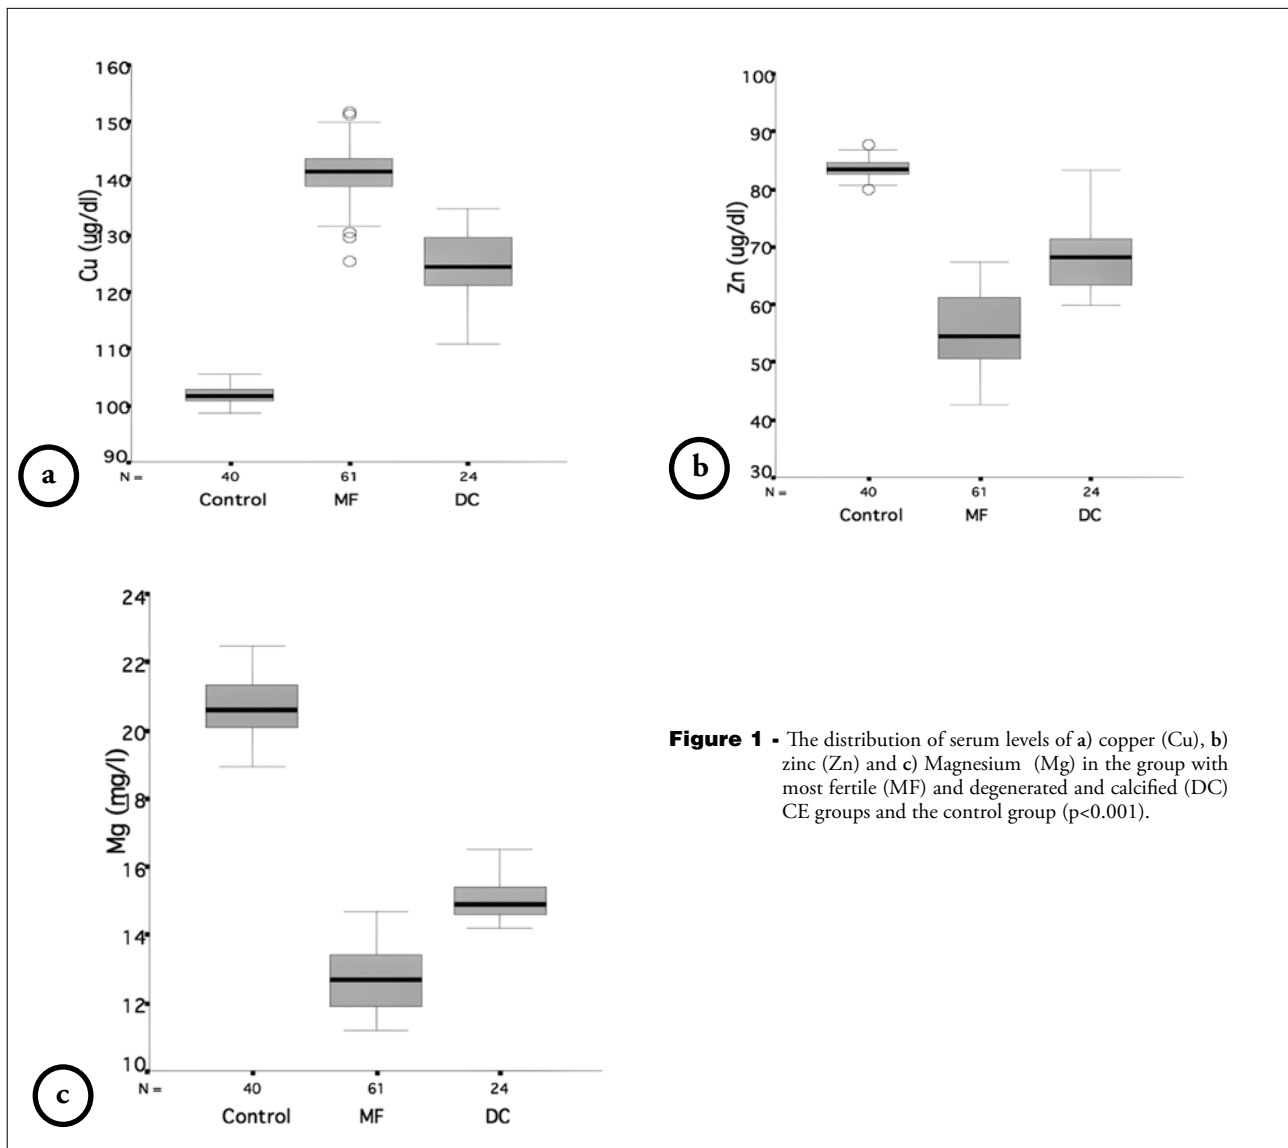 160
150
140
130
120
110
100
90
Cu (ug/dl)
N = 40 61 24
Control MF DC
a
100
90
80
70
60
50
40
30
Zn (ug/dl)
N = 40 61 24
Control MF DC
b
24
22
20
18
16
14
12
10
Mg (mg/l)
N = 40 61 24
Control MF DC
c
Figure 1 - The distribution of serum levels of a) copper (Cu), b)
zinc (Zn) and c) Magnesium (Mg) in the group with
most fertile (MF) and degenerated and calcified (DC)
CE groups and the control group (p<0.001).